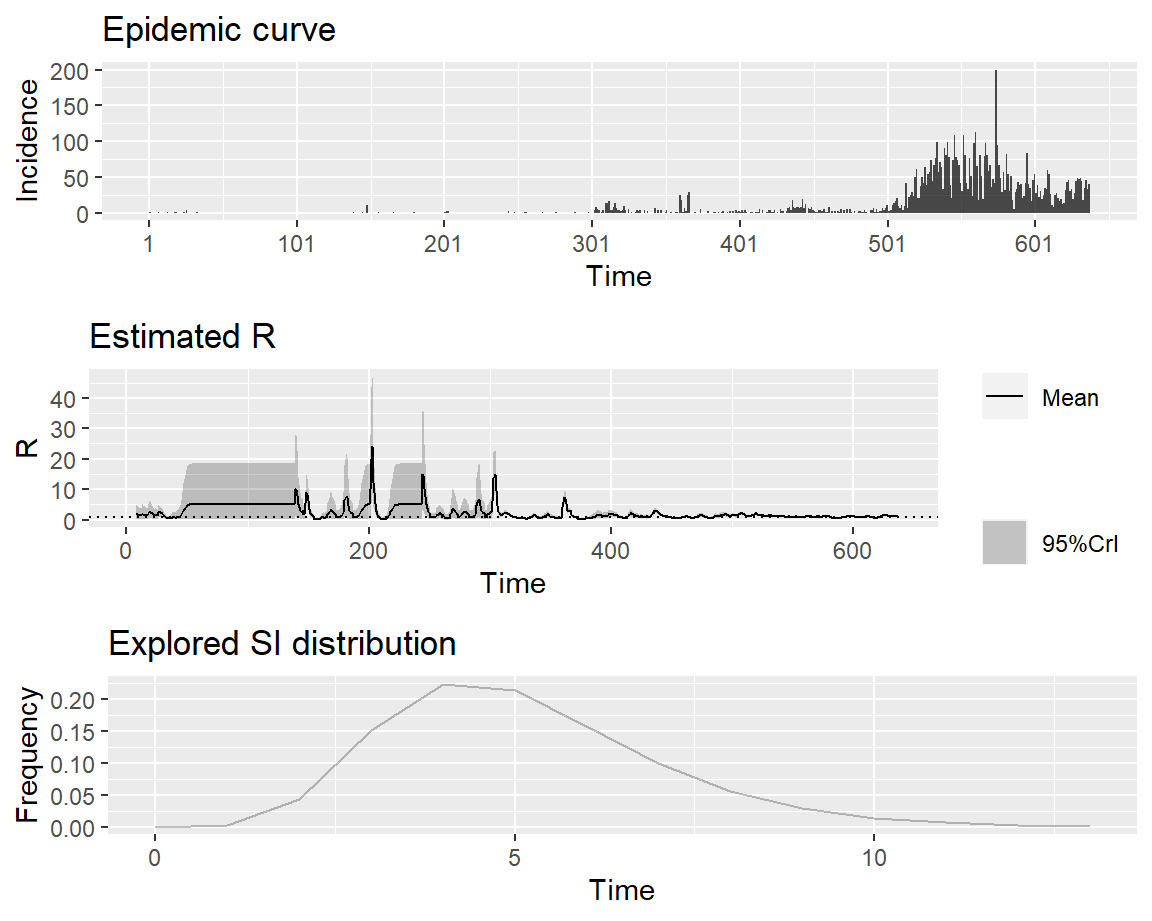 Epidemic curve
200
150
100
50
0
Incidence
1 101 201 301 401 501 601
Time
Estimated R
40
30
20
10
0
R
0 200 400 600
Time
Mean
95%CrI
Explored SI distribution
0.20
0.15
0.10
0.05
0.00
Frequency
0 5 10
Time